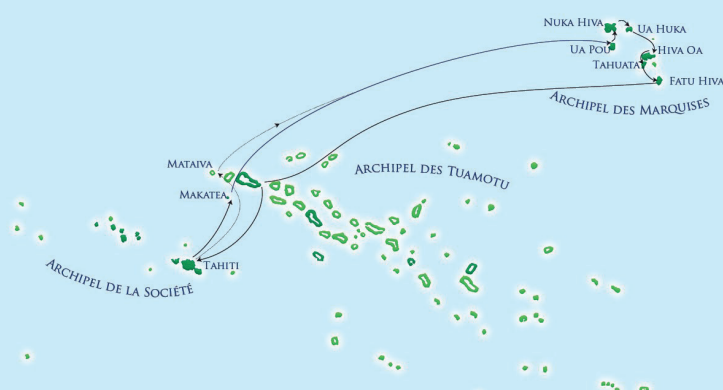 NUKA HIVA
UA HUKA
UA POU
HIVA OA
TAHUATA
FATU HIVA
ARCHIPEL DES MARQUISES
MATAIVA
ARCHIPEL DES TUAMOTU
MAKATEA
TAHITI
ARCHIPEL DE LA SOCIÉTÉ